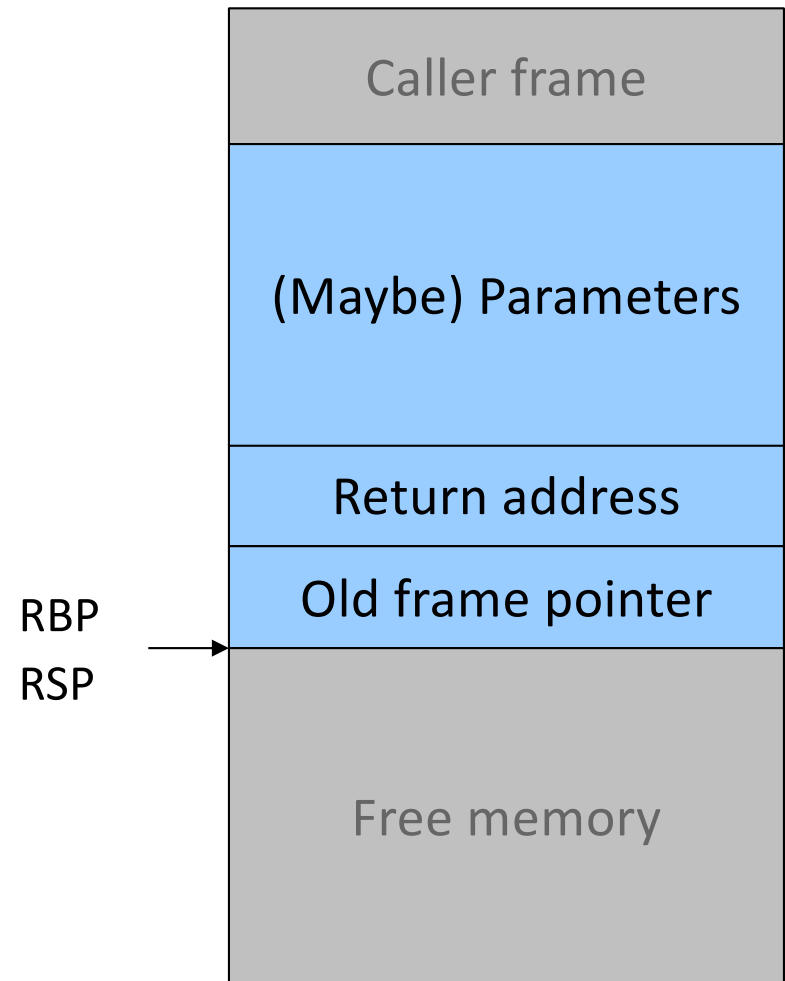 Caller frame
(Maybe) Parameters
Return address
Old frame pointer
RBP
RSP
Free memory